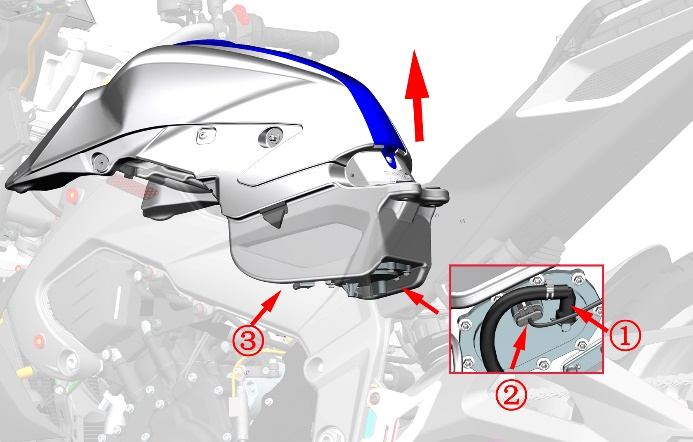 ①
②
③